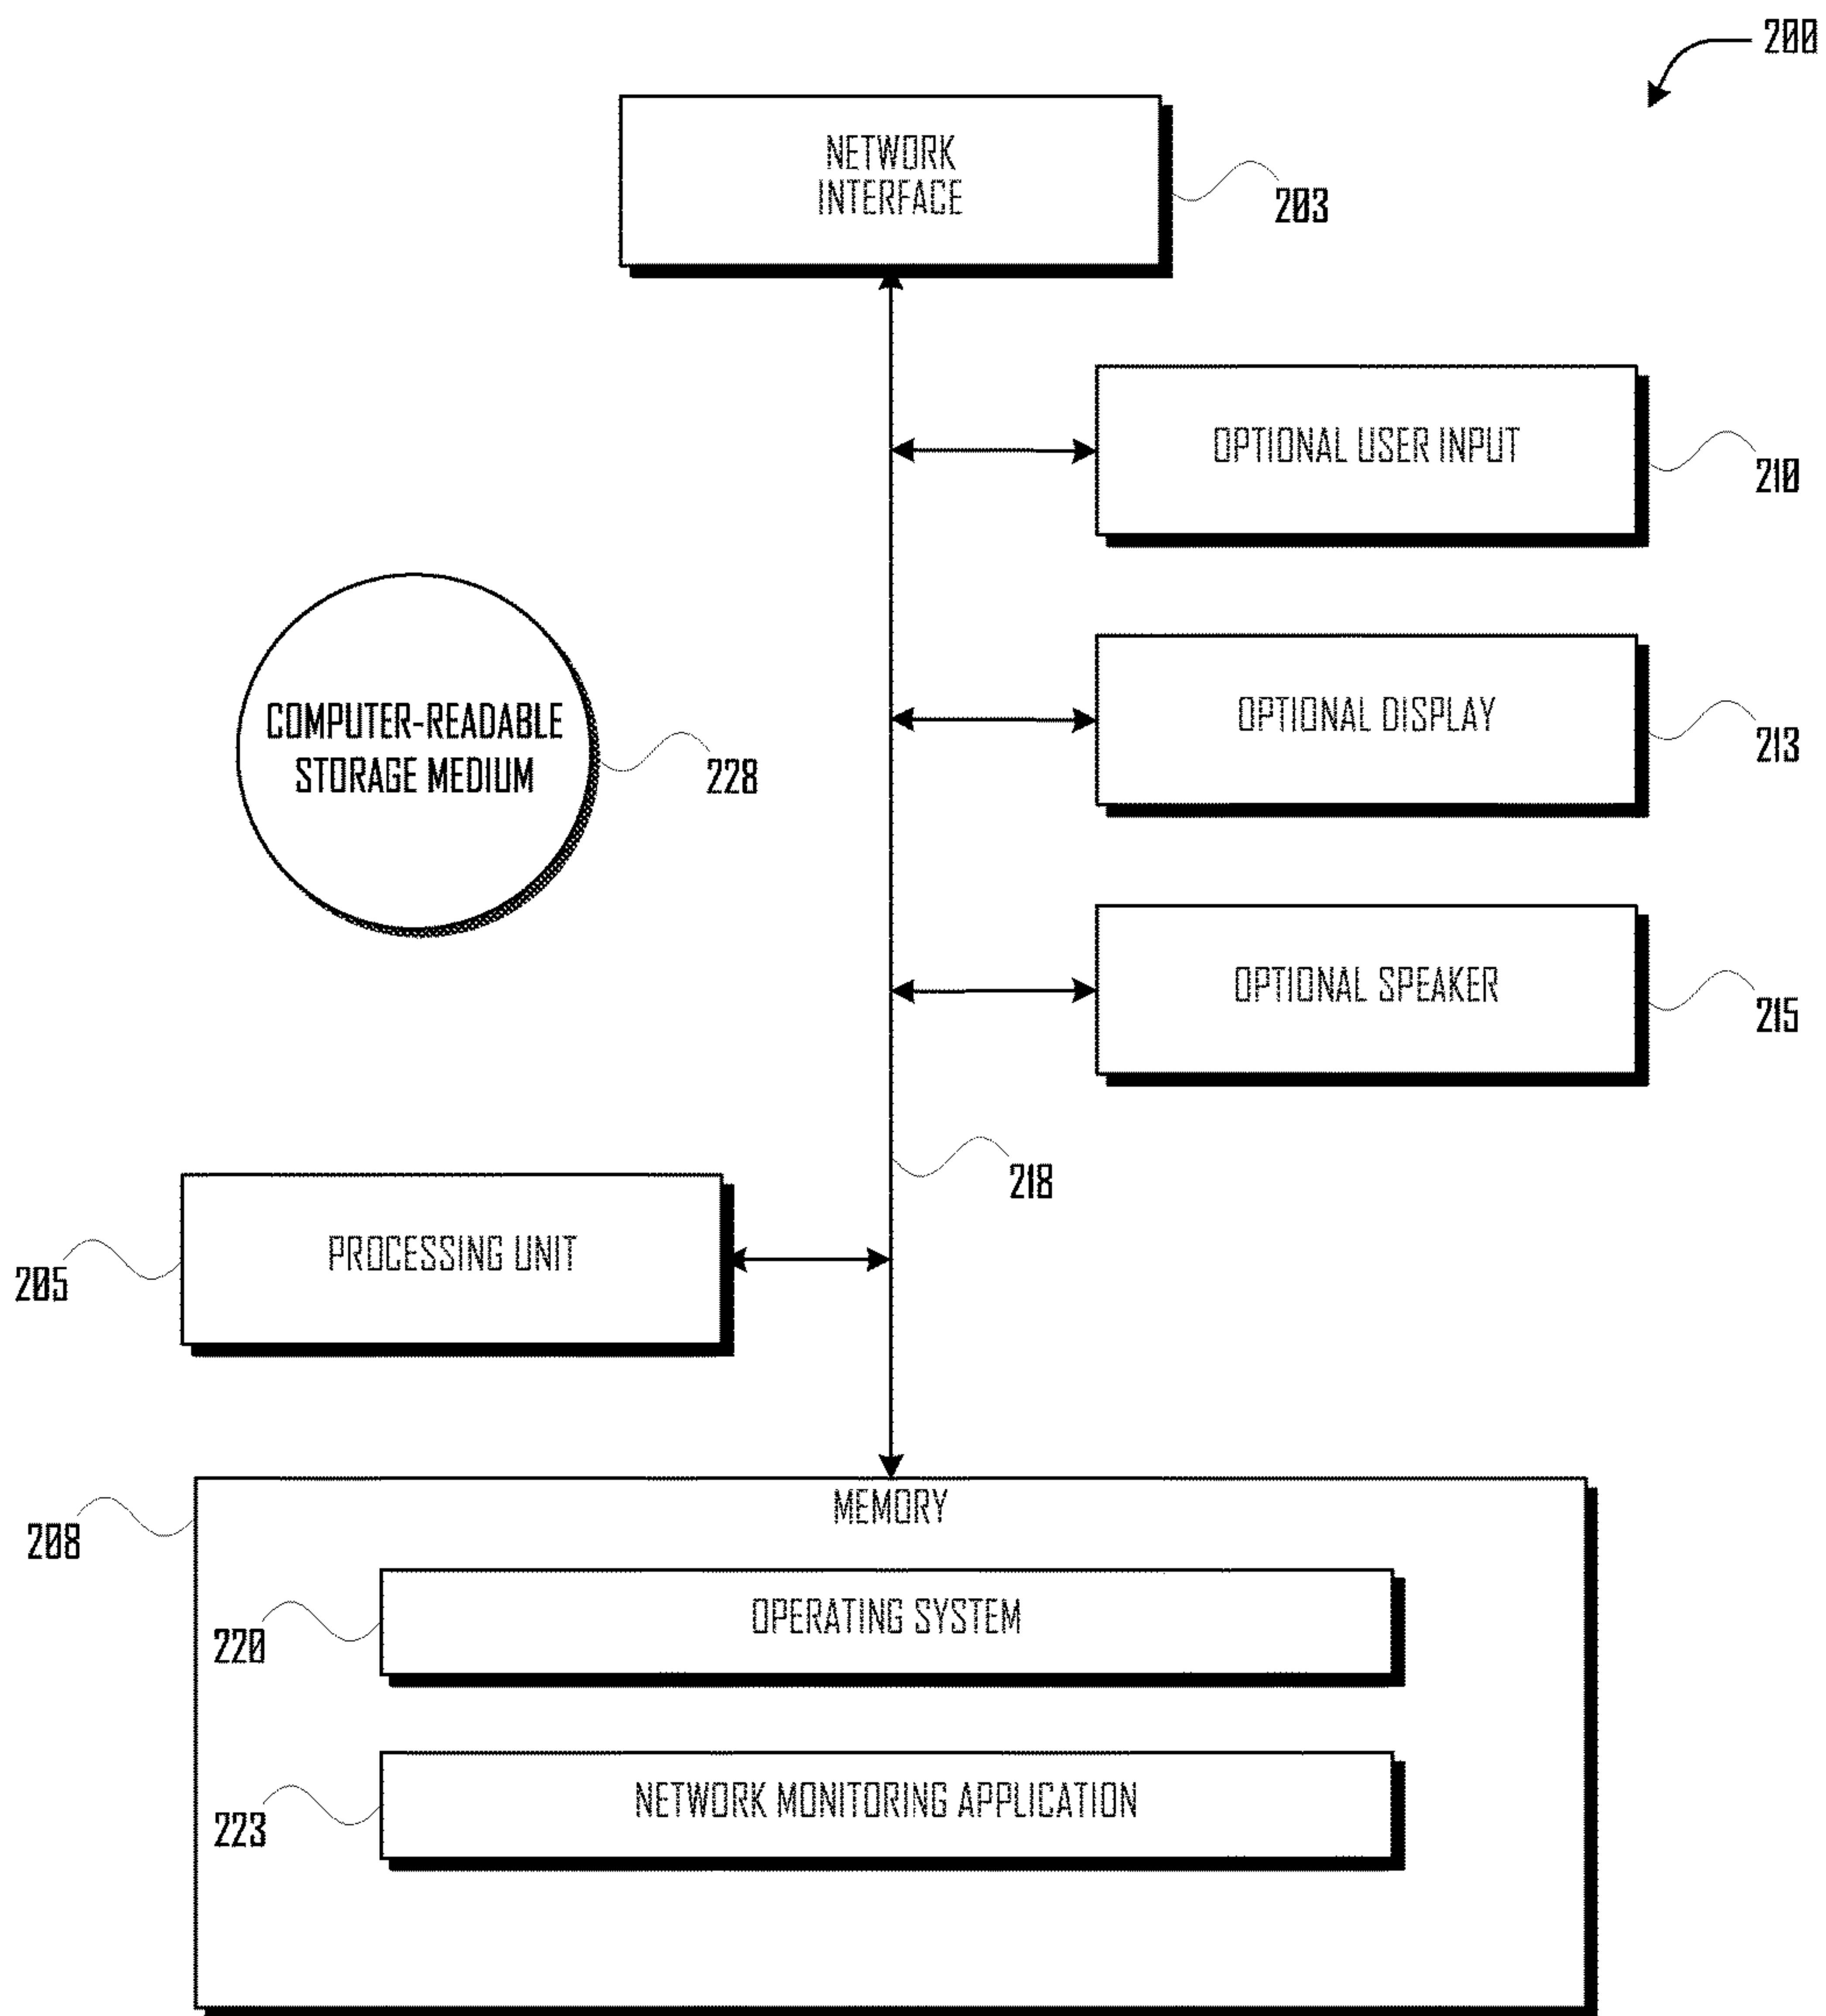 200
NETWORK
INTERFACE
203
OPTIONAL USER INPUT
210
COMPUTER-READABLE
STORAGE MEDIUM
228
OPTIONAL DISPLAY
213
OPTIONAL SPEAKER
215
218
PROCESSING UNIT
205
MEMORY
208
OPERATING SYSTEM
220
NETWORK MONITORING APPLICATION
223